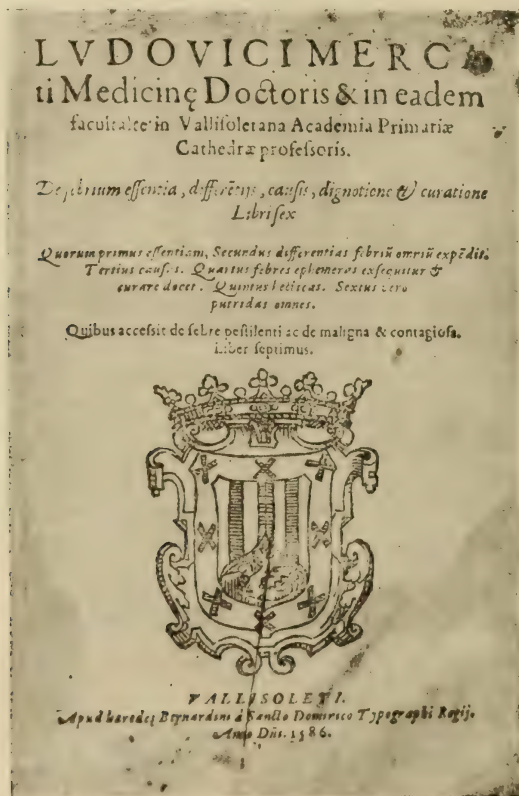 LVDOVICI MERCA
ti Medicinę Doctoris & in eadem
facultate in Vallisoletana Academia Primariæ
Cathedræ professoris.
De febrium essentia, differētijs, causis, dignotione & curatione
Libri sex
Quorum primus essentiam, Secundus differentias febriū omniū expēdit.
Tertius causas. Quartus febres ephemeras exsequitur &
curare docet. Quintus hecticas. Sextus vero
putridas omnes.
Quibus accessit de febre pestilenti ac de maligna & contagiosa.
Liber septimus.
VALLISOLETI.
Apud hæredes Bernardini à Sancto Dominico Typographi Regij.
Anno Dñi. 1586.